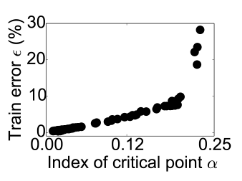 Train error ϵ (%)
30
20
10
0
0.00 0.12 0.25
Index of critical point α